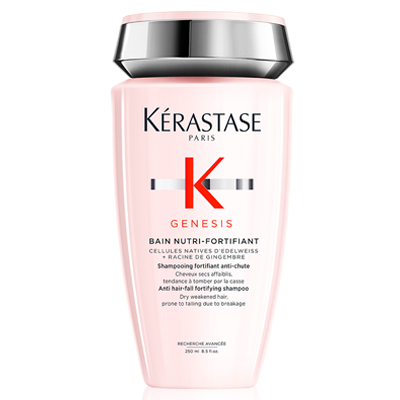 KÉRASTASE
PARIS
K
GENESIS
BAIN NUTRI-FORTIFIANT
CELLULES NATIVES D'EDELWEISS
+ RACINE DE GINGEMBRE
Shampooing fortifiant anti-chute
Cheveux secs affaiblis,
tendance à tomber par la casse
Anti hair-fall fortifying shampoo
Dry weakened hair,
prone to falling due to breakage
RECHERCHE AVANCÉE
250 ml 8.5 fl.oz.